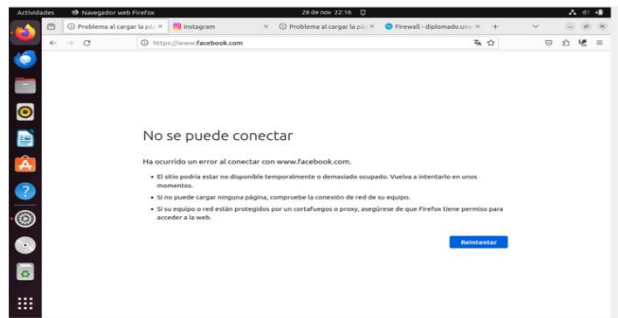 Actividades Navegador web Firefox 28 de nov 22:16
Problema al cargar la pág × Instagram × Problema al cargar la pág × Firewall - diplomado.un × +
https://www.facebook.com
No se puede conectar
Ha ocurrido un error al conectar con www.facebook.com.
• El sitio podría estar no disponible temporalmente o demasiado ocupado. Vuelva a intentarlo en unos
momentos.
• Si no puede cargar ninguna página, compruebe la conexión de red de su equipo.
• Si su equipo o red están protegidos por un cortafuegos o proxy, asegúrese de que Firefox tiene permiso para
acceder a la web.
Reintentar